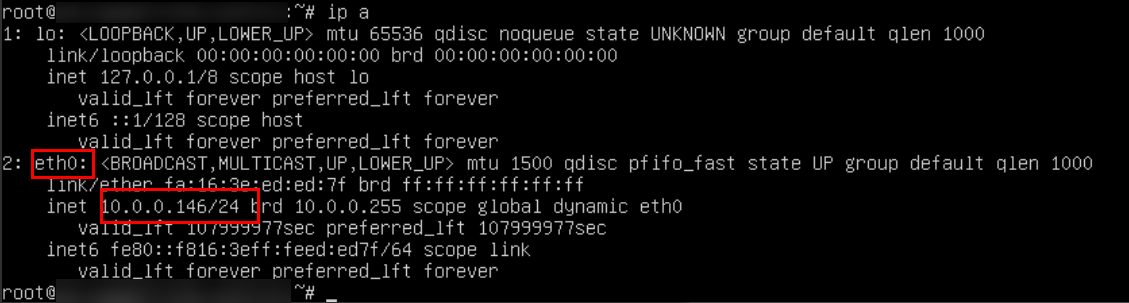 root@ :~# ip a
1: lo: <LOOPBACK,UP,LOWER_UP> mtu 65536 qdisc noqueue state UNKNOWN group default qlen 1000
link/loopback 00:00:00:00:00:00 brd 00:00:00:00:00:00
inet 127.0.0.1/8 scope host lo
valid_lft forever preferred_lft forever
inet6 ::1/128 scope host
valid_lft forever preferred_lft forever
2: eth0: <BROADCAST,MULTICAST,UP,LOWER_UP> mtu 1500 qdisc pfifo_fast state UP group default qlen 1000
link/ether fa:16:3e:ed:ed:7f brd ff:ff:ff:ff:ff:ff
inet 10.0.0.146/24 brd 10.0.0.255 scope global dynamic eth0
valid_lft 107999977sec preferred_lft 107999977sec
inet6 fe80::f816:3eff:feed:ed7f/64 scope link
valid_lft forever preferred_lft forever
root@ ~# _